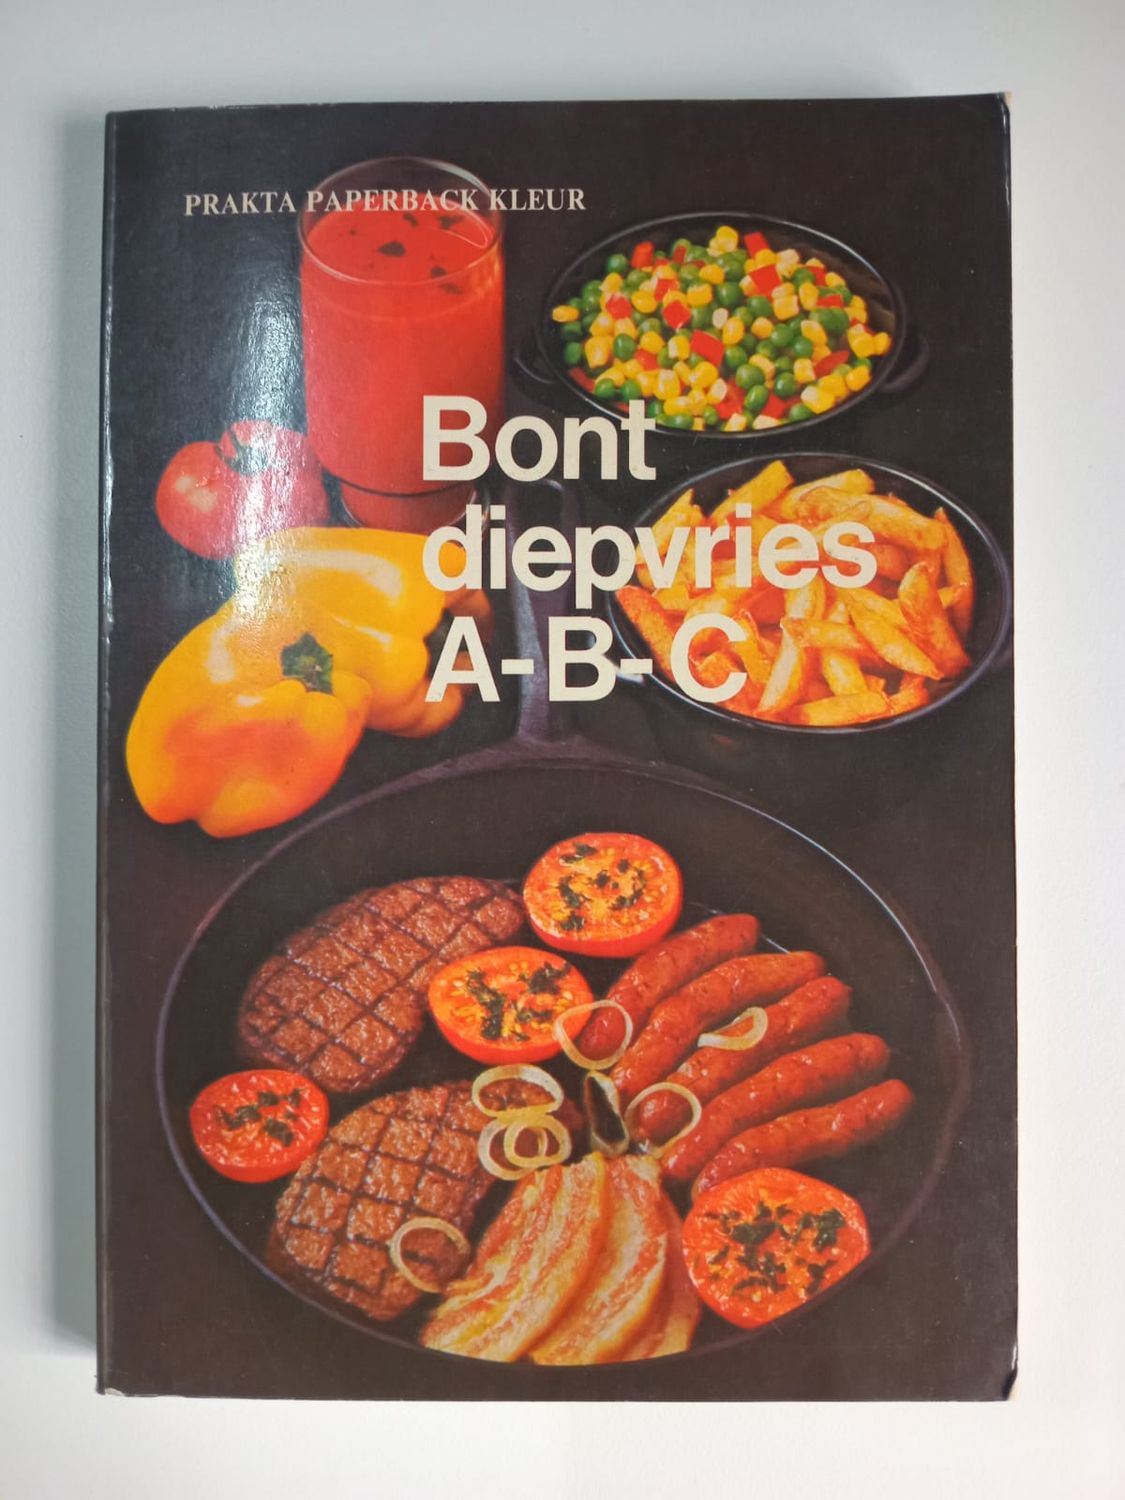 PRAKTA PAPERBACK KLEUR
Bont
diepvries
A-B-C